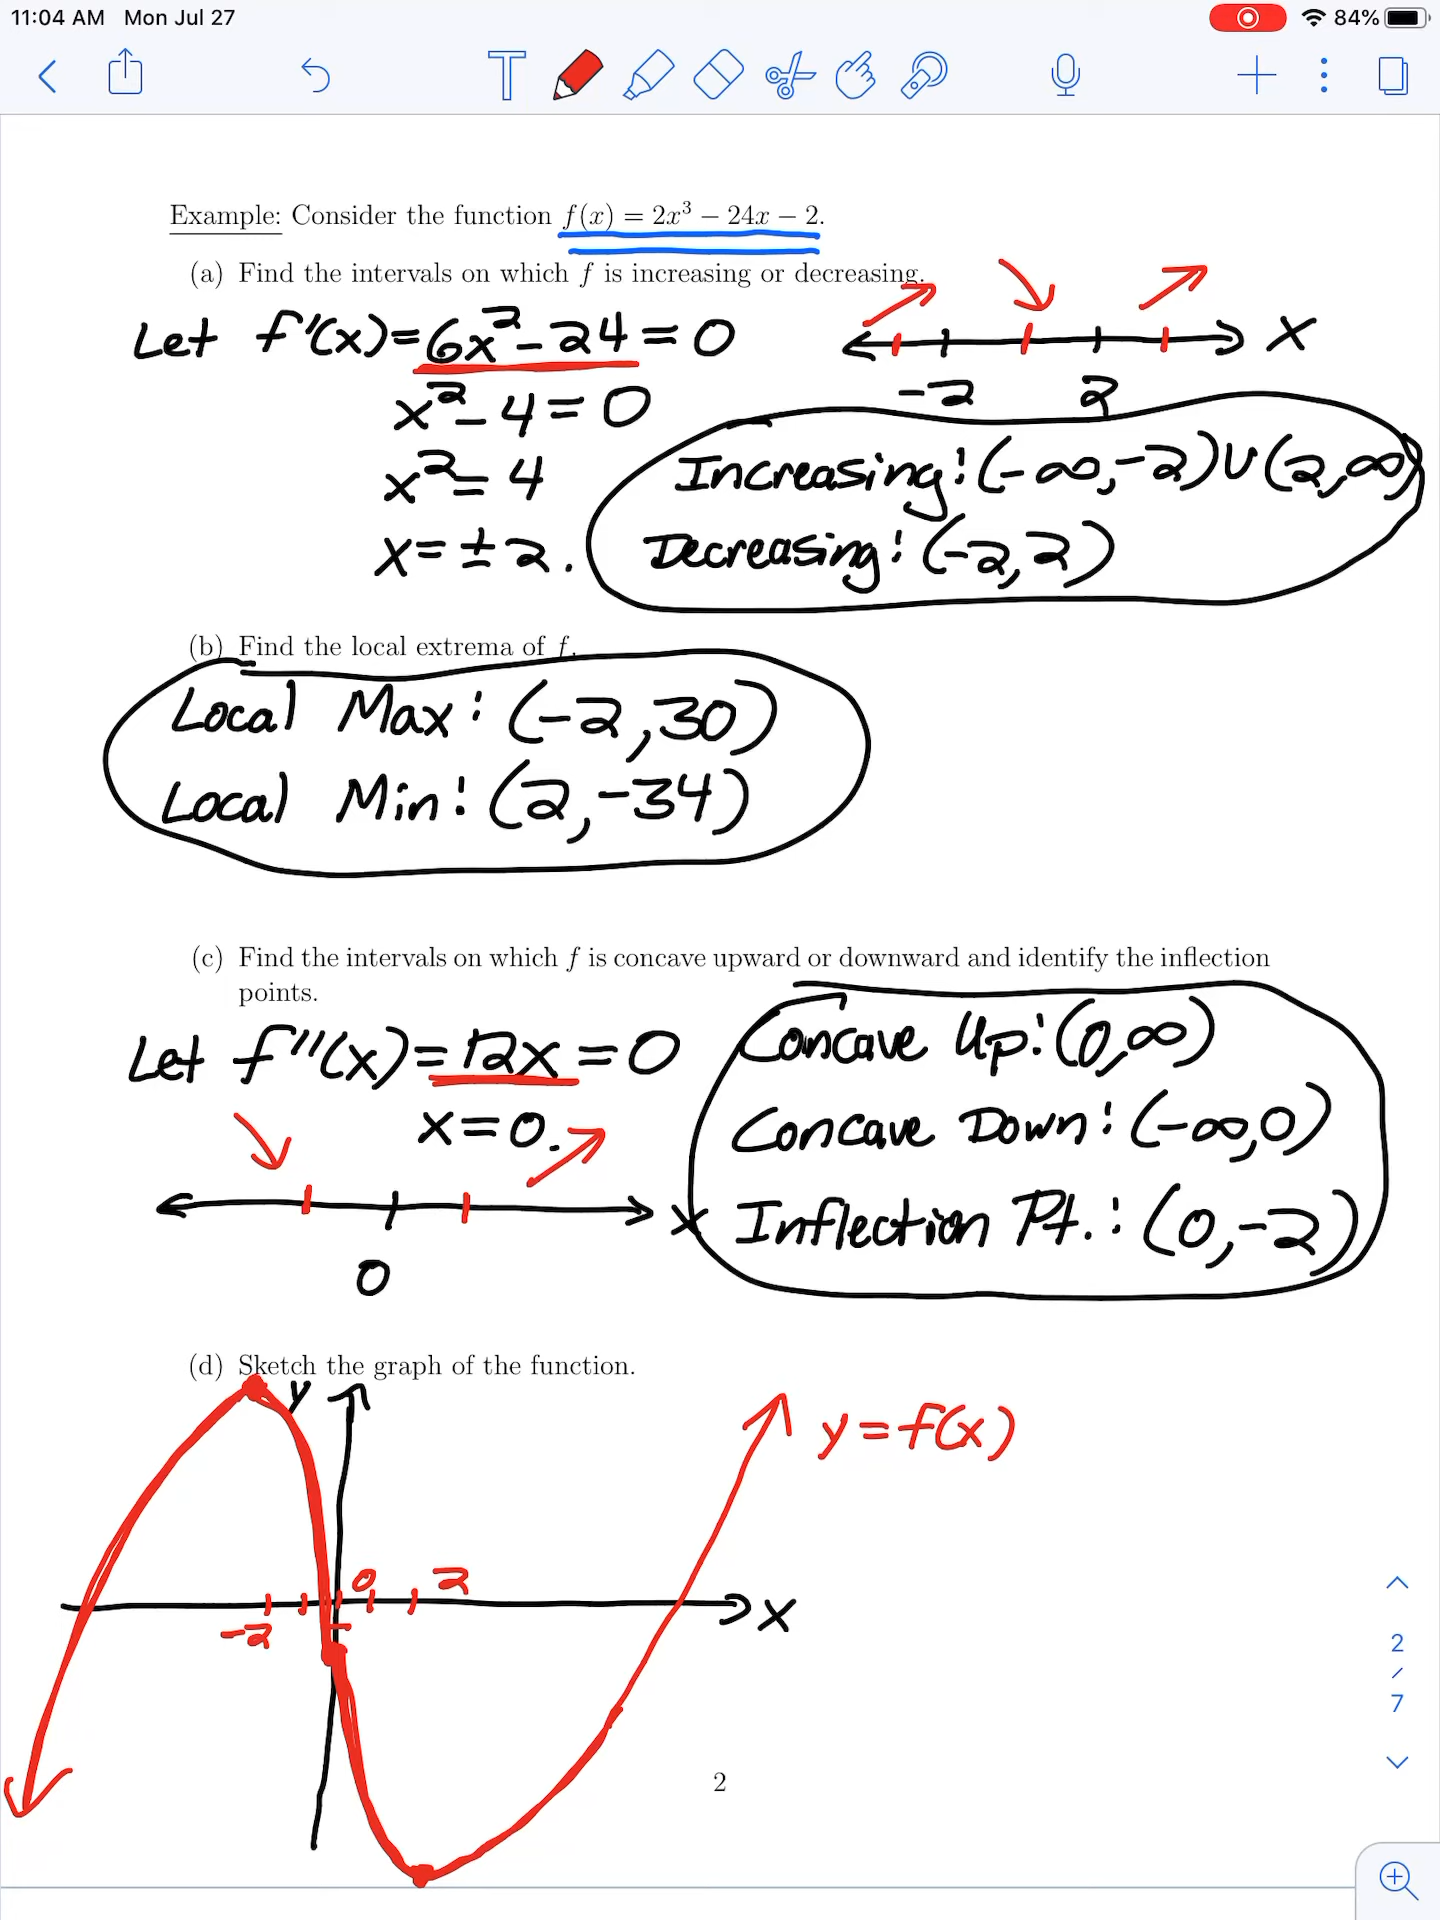 11:04 AM Mon Jul 27
84%
Example: Consider the function f(x) = 2x³ − 24x − 2.
(a) Find the intervals on which f is increasing or decreasing.
Let f'(x)=6x²-24=0
x²-4=0
x²=4
x=±2.
X
-2 2
Increasing: (-∞,-2)∪(2,∞)
Decreasing: (-2,2)
(b) Find the local extrema of f.
Local Max: (-2,30)
Local Min: (2,-34)
(c) Find the intervals on which f is concave upward or downward and identify the inflection
points.
Let f''(x)=12x=0
x=0.
X
0
Concave Up: (0,∞)
Concave Down: (-∞,0)
Inflection Pt.: (0,-2)
(d) Sketch the graph of the function.
y
y=f(x)
0 2
-2
X
2
/
7
2